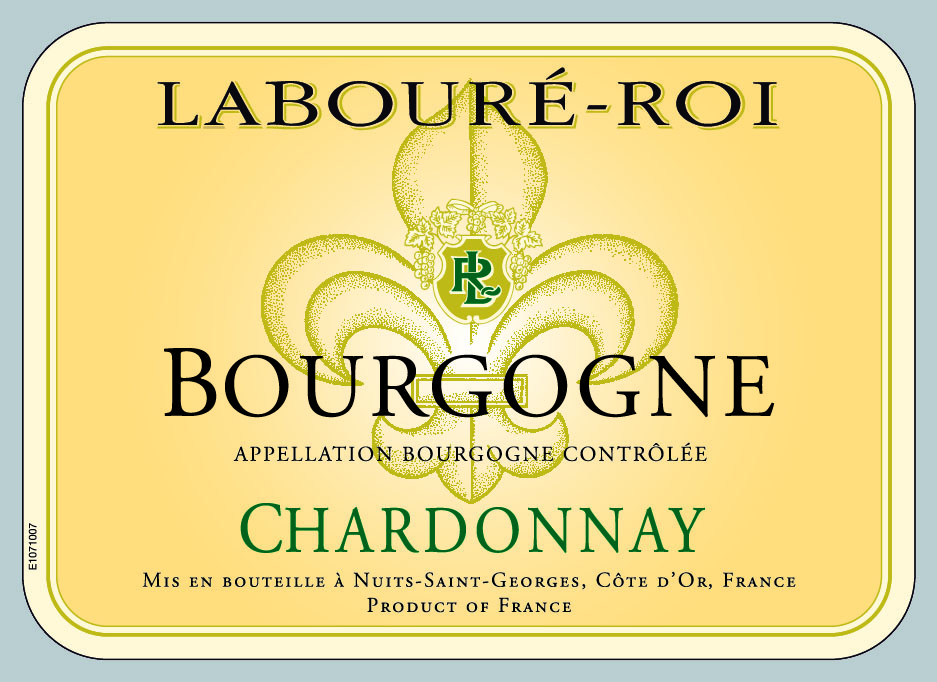 LABOURÉ-ROI
RL
BOURGOGNE
APPELLATION BOURGOGNE CONTRÔLÉE
CHARDONNAY
MIS EN BOUTEILLE À NUITS-SAINT-GEORGES, CÔTE D'OR, FRANCE
PRODUCT OF FRANCE
E1071007